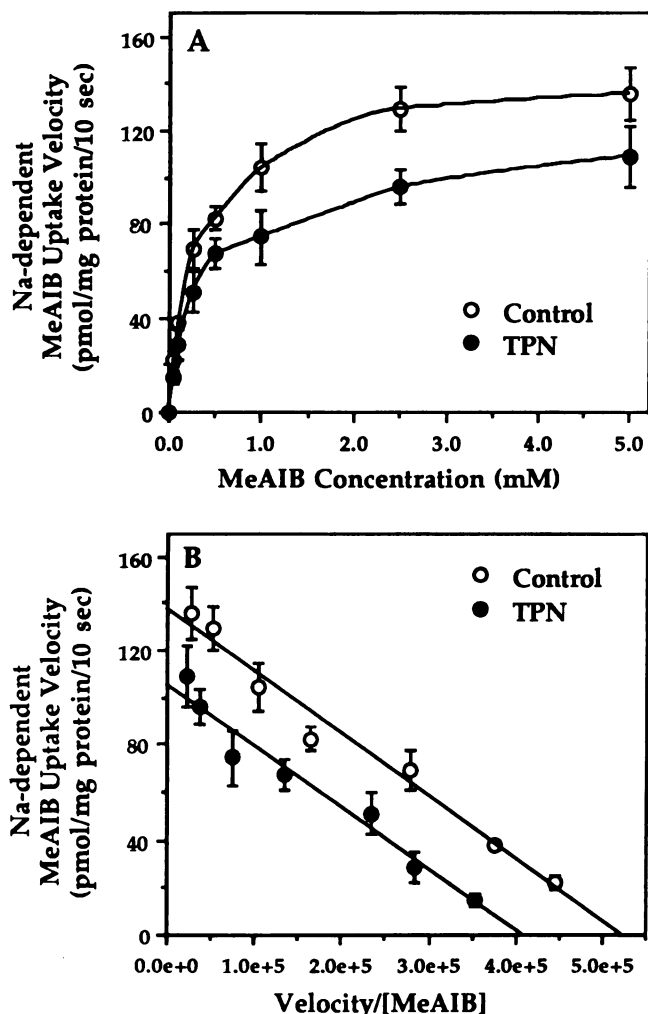 A
Na-dependent
MeAIB Uptake Velocity
(pmol/mg protein/10 sec)
160
120
80
40
0
Control
TPN
0.0 1.0 2.0 3.0 4.0 5.0
MeAIB Concentration (mM)
B
Na-dependent
MeAIB Uptake Velocity
(pmol/mg protein/10 sec)
160
120
80
40
0
Control
TPN
0.0e+0 1.0e+5 2.0e+5 3.0e+5 4.0e+5 5.0e+5
Velocity/[MeAIB]